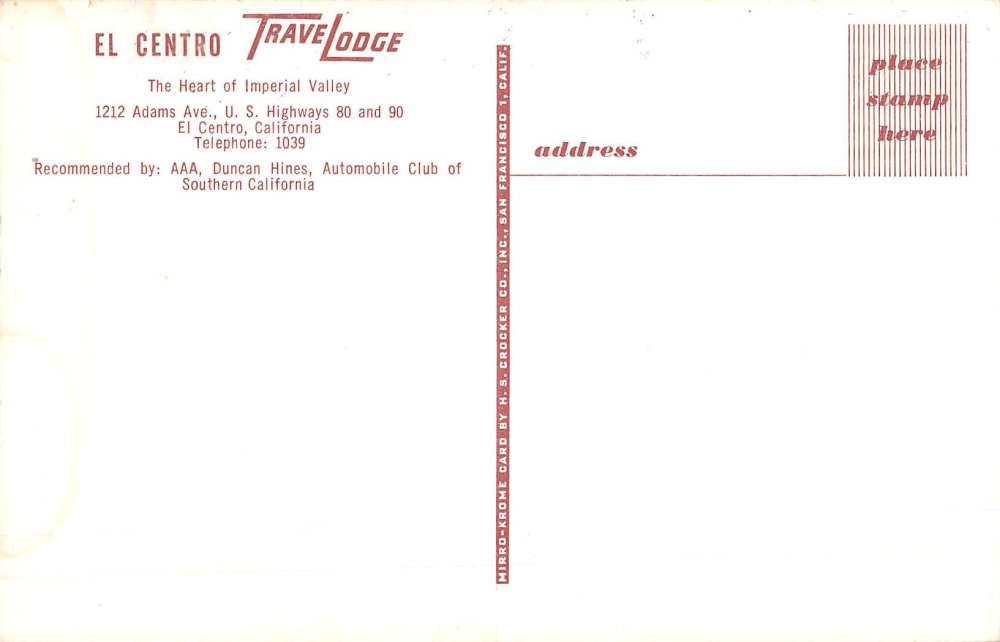 EL CENTRO TRAVELODGE
The Heart of Imperial Valley
1212 Adams Ave., U. S. Highways 80 and 90
El Centro, California
Telephone: 1039
Recommended by: AAA, Duncan Hines, Automobile Club of
Southern California
MIRRO-KROME CARD BY H. S. CROCKER CO., INC., SAN FRANCISCO 1, CALIF.
address
place
stamp
here